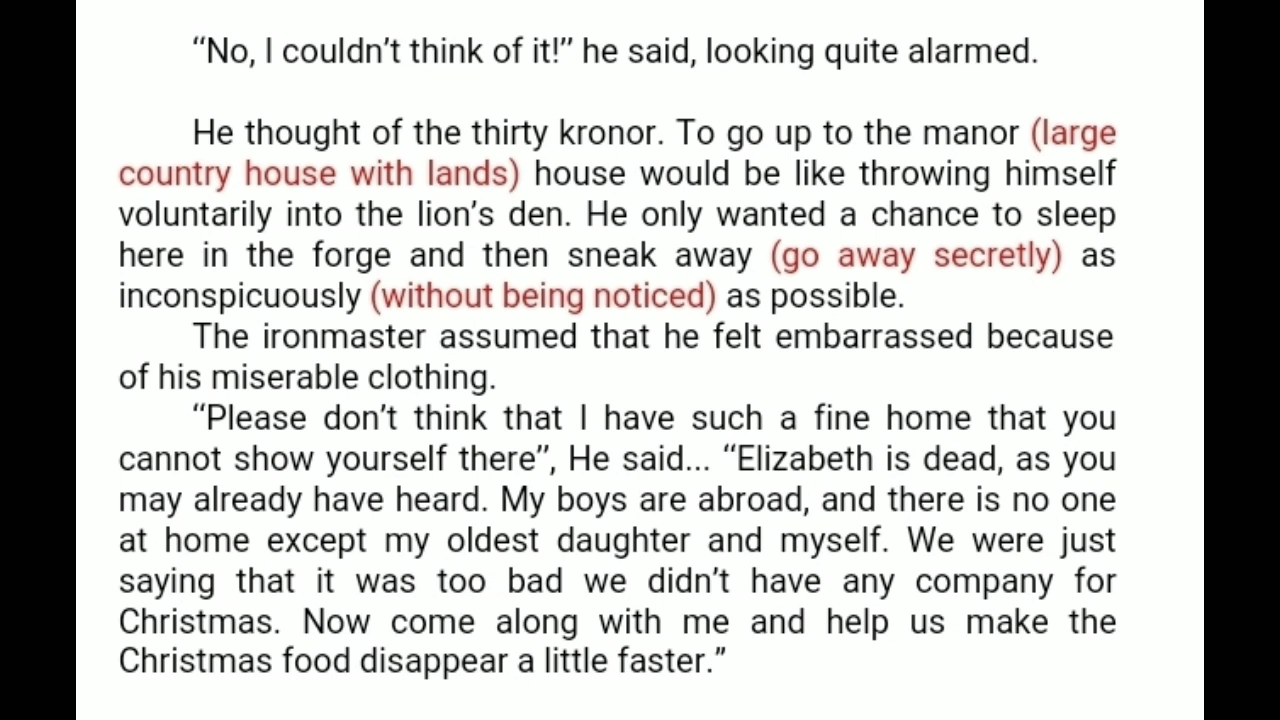 “No, I couldn’t think of it!” he said, looking quite alarmed.
He thought of the thirty kronor. To go up to the manor (large
country house with lands) house would be like throwing himself
voluntarily into the lion’s den. He only wanted a chance to sleep
here in the forge and then sneak away (go away secretly) as
inconspicuously (without being noticed) as possible.
The ironmaster assumed that he felt embarrassed because
of his miserable clothing.
“Please don’t think that I have such a fine home that you
cannot show yourself there”, He said... “Elizabeth is dead, as you
may already have heard. My boys are abroad, and there is no one
at home except my oldest daughter and myself. We were just
saying that it was too bad we didn’t have any company for
Christmas. Now come along with me and help us make the
Christmas food disappear a little faster.”